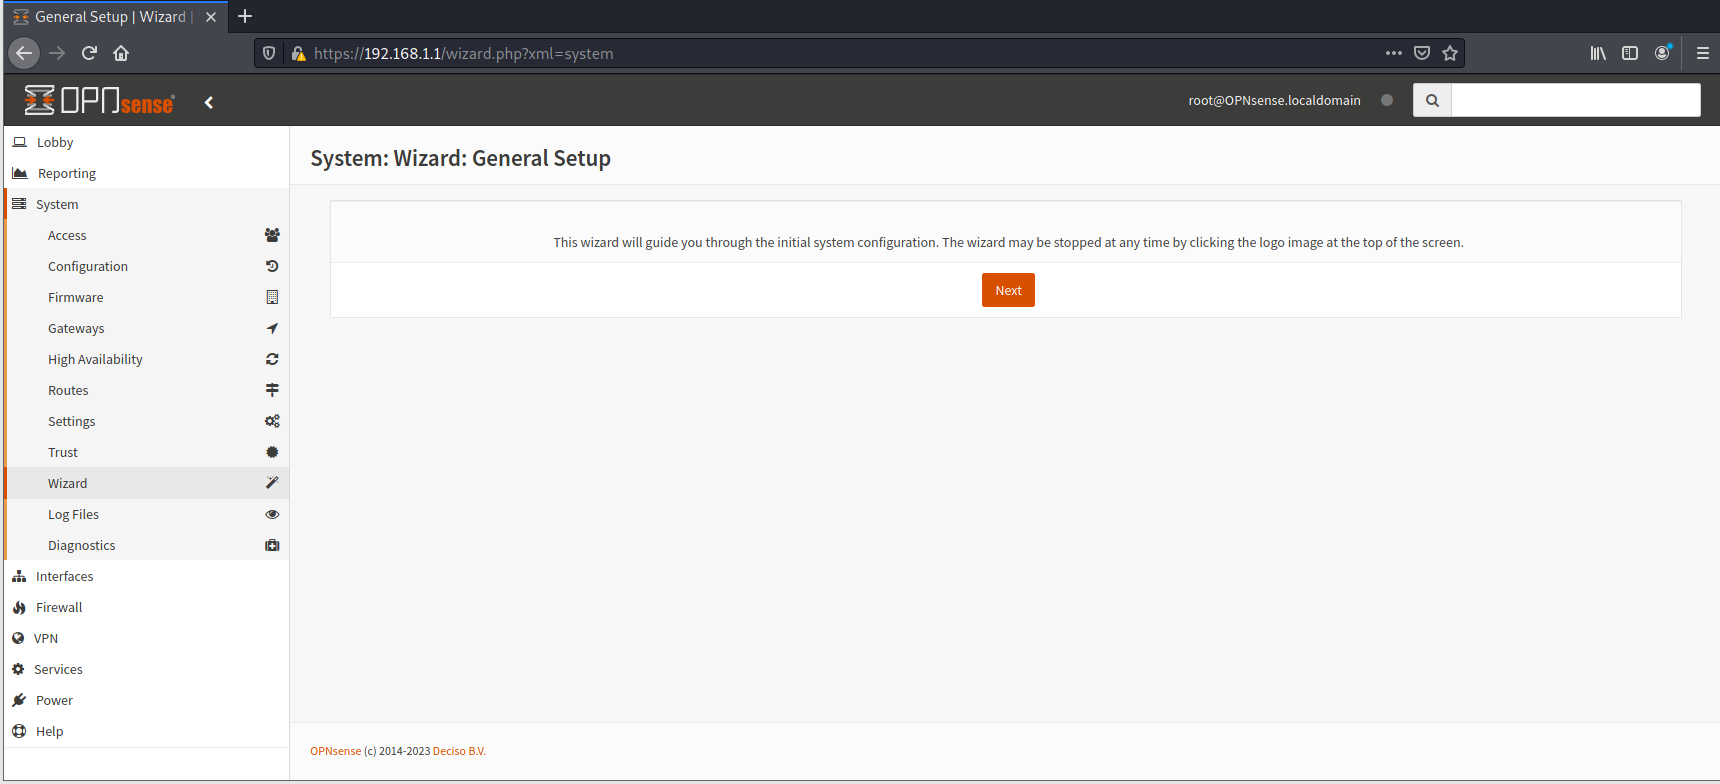 General Setup | Wizard |
https://192.168.1.1/wizard.php?xml=system
OPNsense
root@OPNsense.localdomain
Lobby
Reporting
System
Access
Configuration
Firmware
Gateways
High Availability
Routes
Settings
Trust
Wizard
Log Files
Diagnostics
Interfaces
Firewall
VPN
Services
Power
Help
System: Wizard: General Setup
This wizard will guide you through the initial system configuration. The wizard may be stopped at any time by clicking the logo image at the top of the screen.
Next
OPNsense (c) 2014-2023 Deciso B.V.